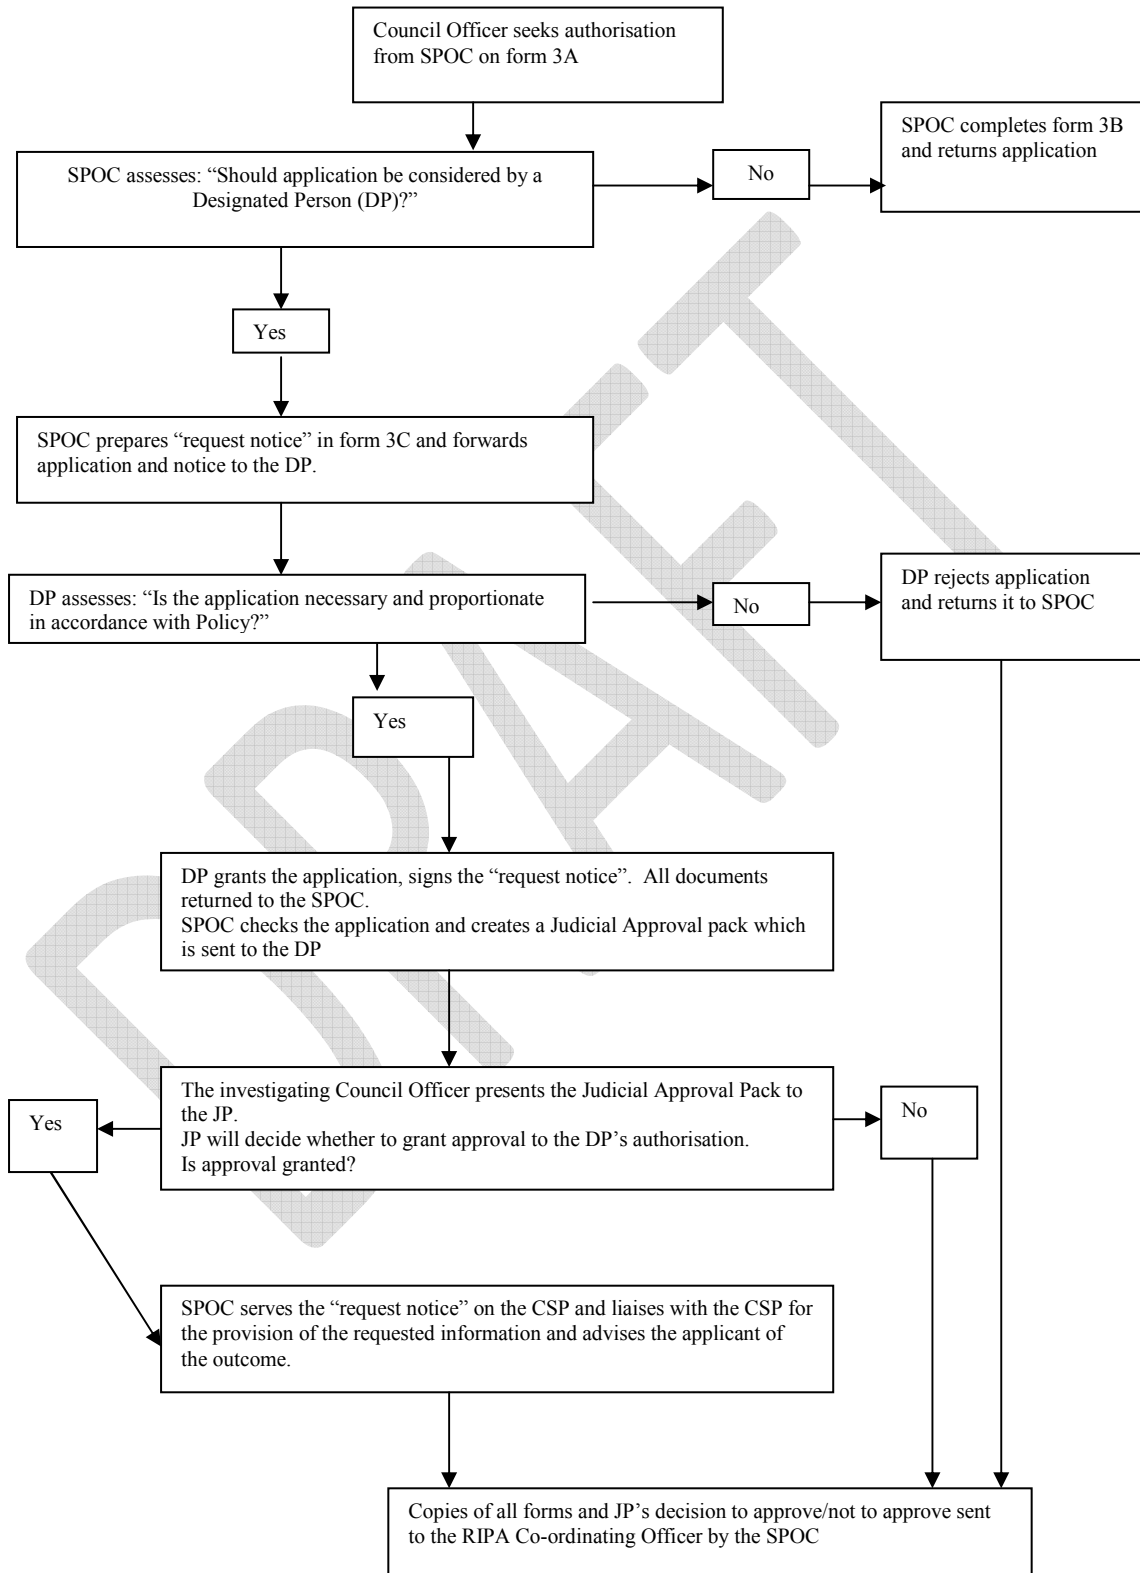 Council Officer seeks authorisation
from SPOC on form 3A
SPOC completes form 3B
and returns application
SPOC assesses: “Should application be considered by a
Designated Person (DP)?”
No
Yes
SPOC prepares “request notice” in form 3C and forwards
application and notice to the DP.
DP assesses: “Is the application necessary and proportionate
in accordance with Policy?”
No
DP rejects application
and returns it to SPOC
Yes
DP grants the application, signs the “request notice”.  All documents
returned to the SPOC.
SPOC checks the application and creates a Judicial Approval pack which
is sent to the DP
The investigating Council Officer presents the Judicial Approval Pack to
the JP.
JP will decide whether to grant approval to the DP’s authorisation.
Is approval granted?
Yes
No
SPOC serves the “request notice” on the CSP and liaises with the CSP for
the provision of the requested information and advises the applicant of
the outcome.
Copies of all forms and JP’s decision to approve/not to approve sent
to the RIPA Co-ordinating Officer by the SPOC
DRAFT